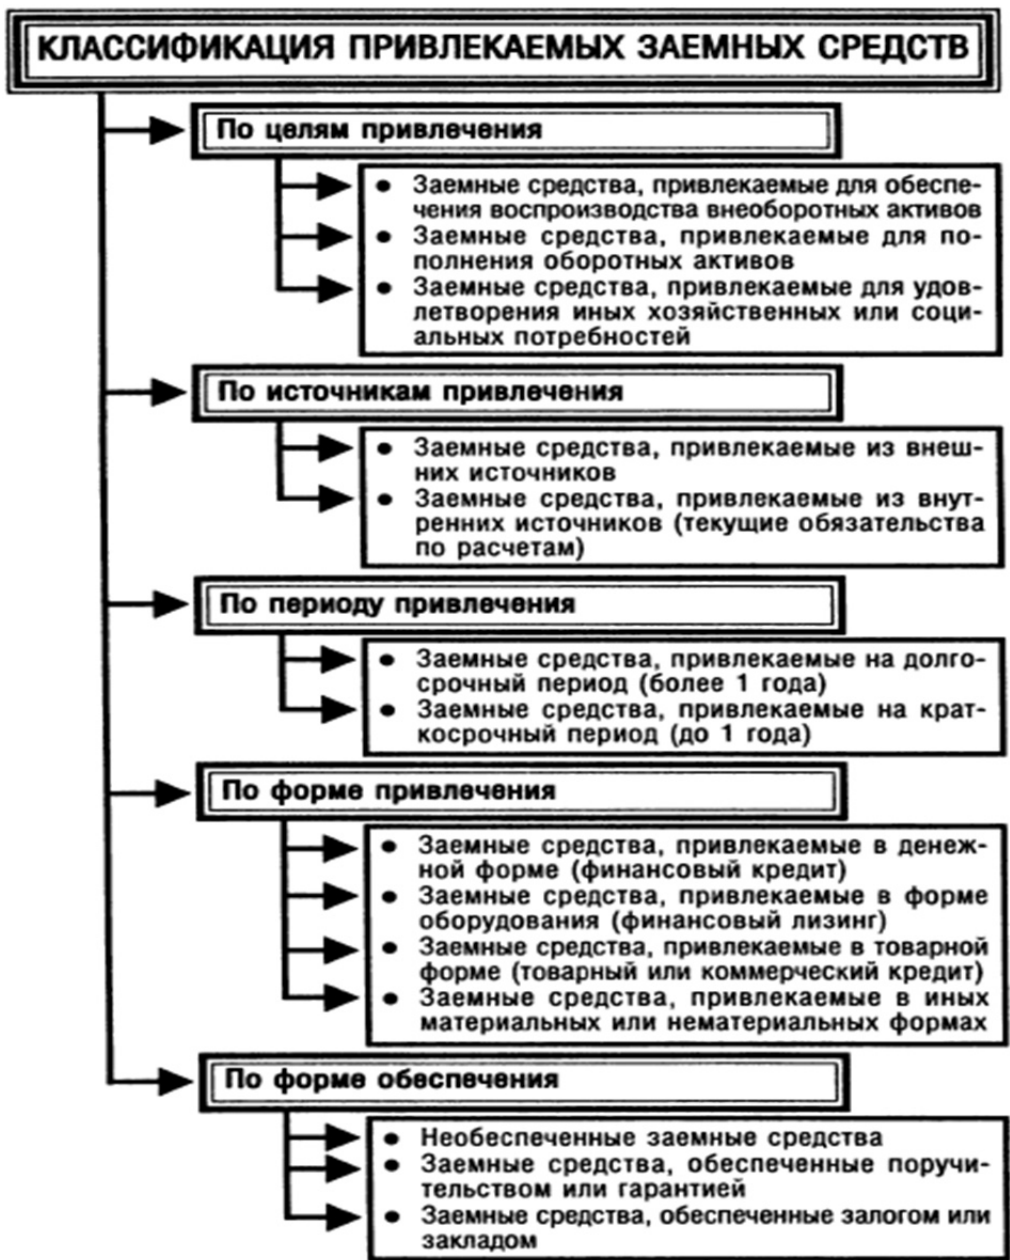 КЛАССИФИКАЦИЯ ПРИВЛЕКАЕМЫХ ЗАЕМНЫХ СРЕДСТВ
По целям привлечения
• Заемные средства, привлекаемые для обеспе-
чения воспроизводства внеоборотных активов
• Заемные средства, привлекаемые для по-
полнения оборотных активов
• Заемные средства, привлекаемые для удов-
летворения иных хозяйственных или соци-
альных потребностей
По источникам привлечения
• Заемные средства, привлекаемые из внеш-
них источников
• Заемные средства, привлекаемые из внут-
ренних источников (текущие обязательства
по расчетам)
По периоду привлечения
• Заемные средства, привлекаемые на долго-
срочный период (более 1 года)
• Заемные средства, привлекаемые на крат-
косрочный период (до 1 года)
По форме привлечения
• Заемные средства, привлекаемые в денеж-
ной форме (финансовый кредит)
• Заемные средства, привлекаемые в форме
оборудования (финансовый лизинг)
• Заемные средства, привлекаемые в товарной
форме (товарный или коммерческий кредит)
• Заемные средства, привлекаемые в иных
материальных или нематериальных формах
По форме обеспечения
• Необеспеченные заемные средства
• Заемные средства, обеспеченные поручи-
тельством или гарантией
• Заемные средства, обеспеченные залогом или
закладом